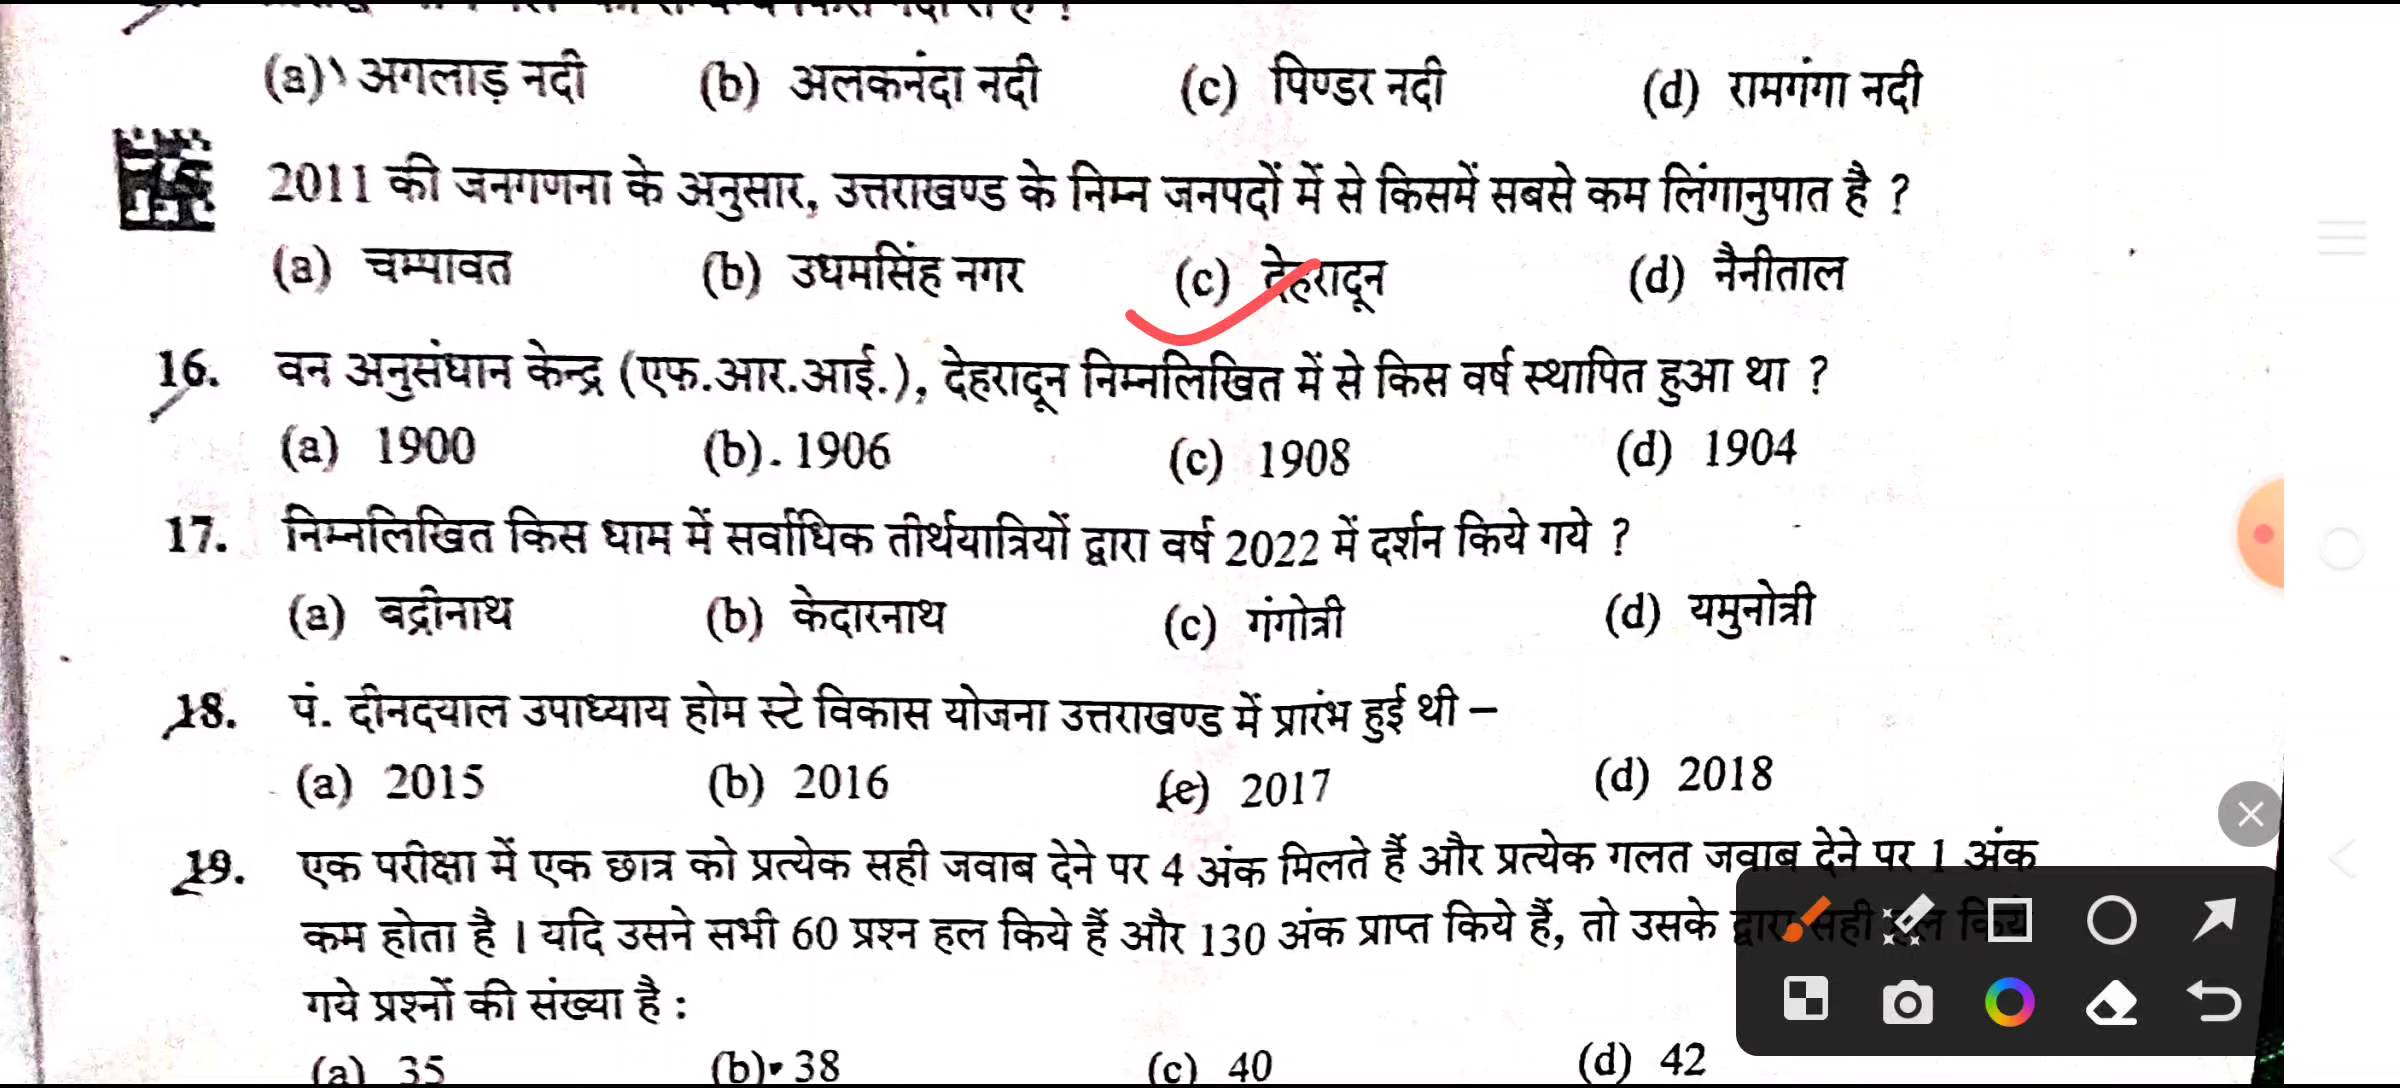 (a) अगलाड़ नदी (b) अलकनंदा नदी (c) पिण्डर नदी (d) रामगंगा नदी
2011 की जनगणना के अनुसार, उत्तराखण्ड के निम्न जनपदों में से किसमें सबसे कम लिंगानुपात है ?
(a) चम्पावत (b) उधमसिंह नगर (c) देहरादून (d) नैनीताल
16. वन अनुसंधान केन्द्र (एफ.आर.आई.), देहरादून निम्नलिखित में से किस वर्ष स्थापित हुआ था ?
(a) 1900 (b). 1906 (c) 1908 (d) 1904
17. निम्नलिखित किस धाम में सर्वाधिक तीर्थयात्रियों द्वारा वर्ष 2022 में दर्शन किये गये ?
(a) बद्रीनाथ (b) केदारनाथ (c) गंगोत्री (d) यमुनोत्री
18. पं. दीनदयाल उपाध्याय होम स्टे विकास योजना उत्तराखण्ड में प्रारंभ हुई थी –
(a) 2015 (b) 2016 (c) 2017 (d) 2018
19. एक परीक्षा में एक छात्र को प्रत्येक सही जवाब देने पर 4 अंक मिलते हैं और प्रत्येक गलत जवाब देने पर 1 अंक
कम होता है । यदि उसने सभी 60 प्रश्न हल किये हैं और 130 अंक प्राप्त किये हैं, तो उसके द्वारा सही हल किये
गये प्रश्नों की संख्या है :
(a) 35 (b) 38 (c) 40 (d) 42